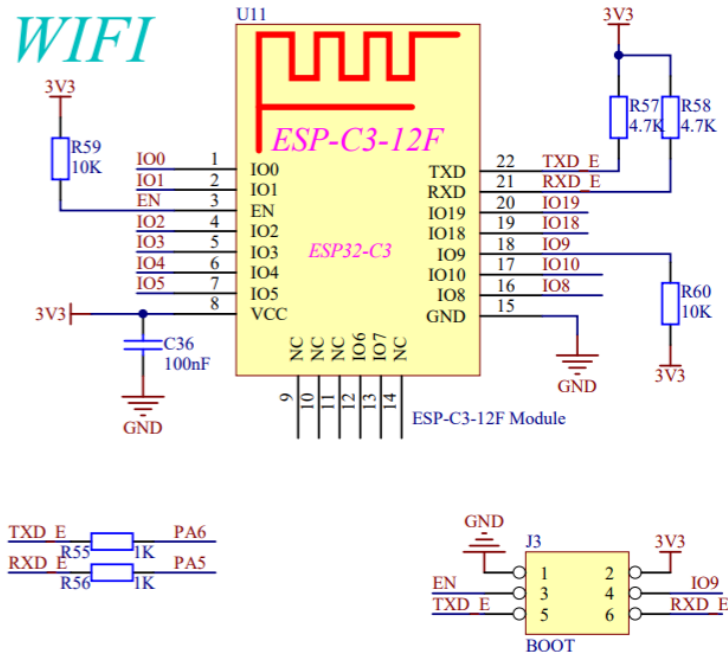 WIFI
U11
3V3
3V3
R59
10K
R57
4.7K
R58
4.7K
ESP-C3-12F
ESP32-C3
IO0 1 IO0
IO1 2 IO1
EN 3 EN
IO2 4 IO2
IO3 5 IO3
IO4 6 IO4
IO5 7 IO5
3V3 8 VCC
TXD 22 TXD_E
RXD 21 RXD_E
IO19 20 IO19
IO18 19 IO18
IO9 18 IO9
IO10 17 IO10
IO8 16 IO8
GND 15
C36
100nF
GND
NC NC NC IO6 IO7 NC
9 10 11 12 13 14
GND
R60
10K
3V3
ESP-C3-12F Module
TXD_E R55 1K PA6
RXD_E R56 1K PA5
GND
J3
3V3
1 2
EN 3 4 IO9
TXD_E 5 6 RXD_E
BOOT